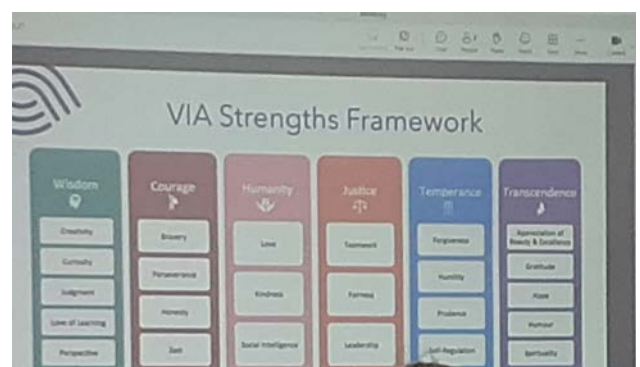 VIA Strengths Framework
Wisdom
Creativity
Curiosity
Judgment
Love of Learning
Perspective
Courage
Bravery
Perseverance
Honesty
Zest
Humanity
Love
Kindness
Social Intelligence
Justice
Teamwork
Fairness
Leadership
Temperance
Forgiveness
Humility
Prudence
Self-Regulation
Transcendence
Appreciation of
Beauty & Excellence
Gratitude
Hope
Humour
Spirituality